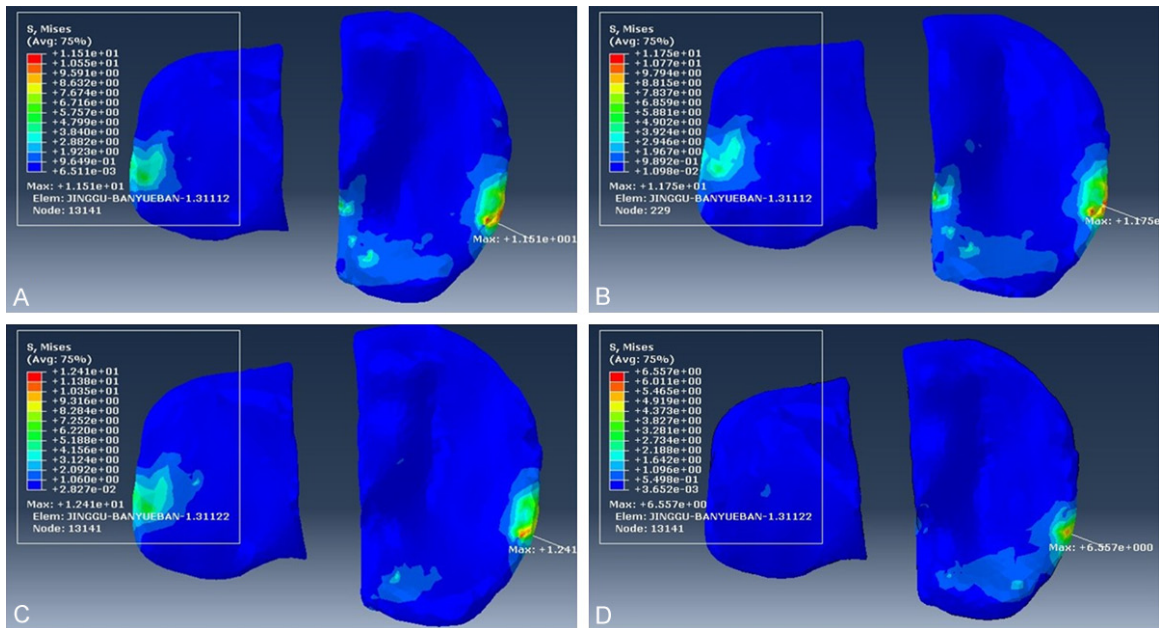 S, Mises
(Avg: 75%)
+1.151e+01
+1.055e+01
+9.591e+00
+8.632e+00
+7.674e+00
+6.716e+00
+5.757e+00
+4.799e+00
+3.840e+00
+2.882e+00
+1.923e+00
+9.649e-01
+6.511e-03
Max: +1.151e+01
Elem: JINGGU-BANYUEBAN-1.31112
Node: 13141
Max: +1.151e+001
A
S, Mises
(Avg: 75%)
+1.175e+01
+1.077e+01
+9.794e+00
+8.815e+00
+7.837e+00
+6.859e+00
+5.881e+00
+4.902e+00
+3.924e+00
+2.946e+00
+1.967e+00
+9.892e-01
+1.098e-02
Max: +1.175e+01
Elem: JINGGU-BANYUEBAN-1.31112
Node: 229
Max: +1.175e
B
S, Mises
(Avg: 75%)
+1.241e+01
+1.138e+01
+1.035e+01
+9.316e+00
+8.284e+00
+7.252e+00
+6.220e+00
+5.188e+00
+4.156e+00
+3.124e+00
+2.092e+00
+1.060e+00
+2.827e-02
Max: +1.241e+01
Elem: JINGGU-BANYUEBAN-1.31122
Node: 13141
Max: +1.241
C
S, Mises
(Avg: 75%)
+6.557e+00
+6.011e+00
+5.465e+00
+4.919e+00
+4.373e+00
+3.827e+00
+3.281e+00
+2.734e+00
+2.188e+00
+1.642e+00
+1.096e+00
+5.498e-01
+3.652e-03
Max: +6.557e+00
Elem: JINGGU-BANYUEBAN-1.31122
Node: 13141
Max: +6.557e+000
D